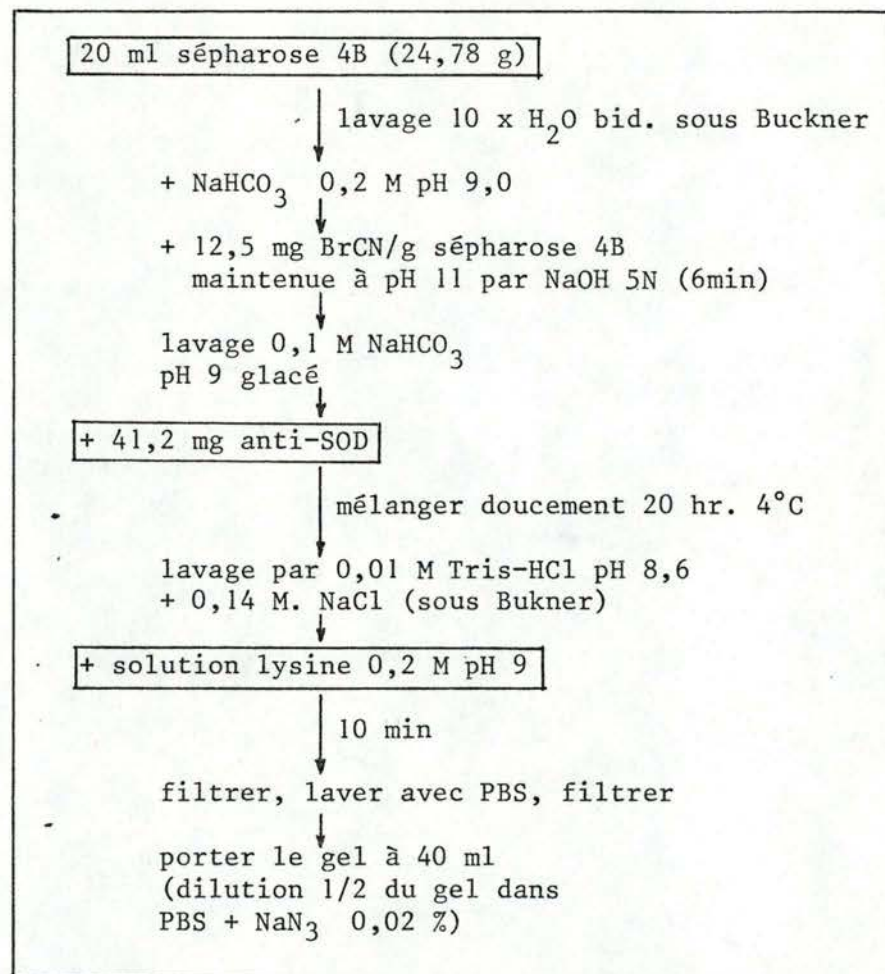 20 ml sépharose 4B (24,78 g)
lavage 10 x H₂O bid. sous Buckner
+ NaHCO₃ 0,2 M pH 9,0
+ 12,5 mg BrCN/g sépharose 4B
maintenue à pH 11 par NaOH 5N (6min)
lavage 0,1 M NaHCO₃
pH 9 glacé
+ 41,2 mg anti-SOD
mélanger doucement 20 hr. 4°C
lavage par 0,01 M Tris-HCl pH 8,6
+ 0,14 M. NaCl (sous Bukner)
+ solution lysine 0,2 M pH 9
10 min
filtrer, laver avec PBS, filtrer
porter le gel à 40 ml
(dilution 1/2 du gel dans
PBS + NaN₃ 0,02 %)